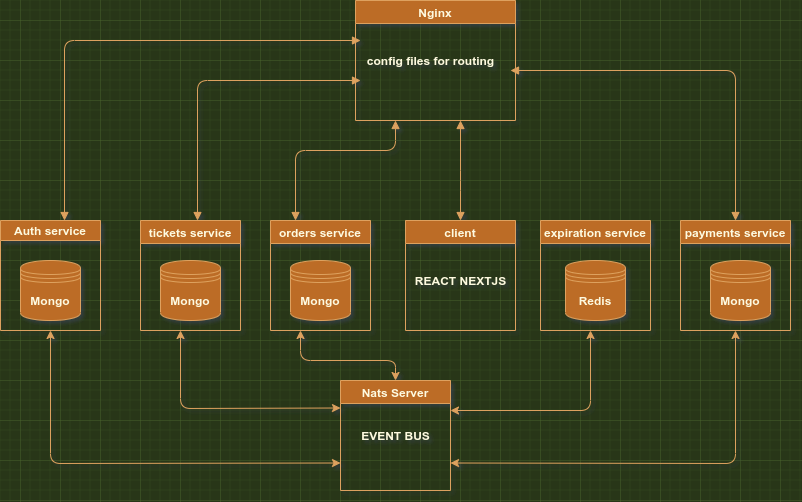 Nginx
config files for routing
Auth service
tickets service
orders service
client
expiration service
payments service
Mongo
Mongo
Mongo
REACT NEXTJS
Redis
Mongo
Nats Server
EVENT BUS